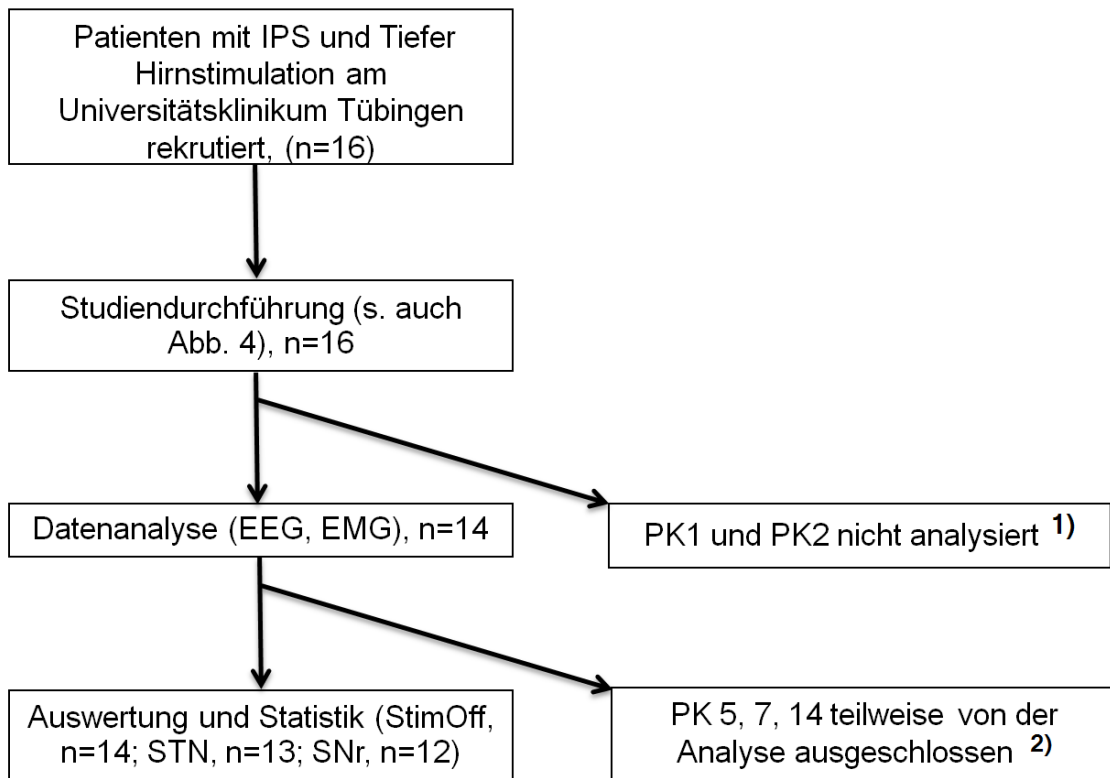 Patienten mit IPS und Tiefer
Hirnstimulation am
Universitätsklinikum Tübingen
rekrutiert, (n=16)
Studiendurchführung (s. auch
Abb. 4), n=16
Datenanalyse (EEG, EMG), n=14
PK1 und PK2 nicht analysiert 1)
Auswertung und Statistik (StimOff,
n=14; STN, n=13; SNr, n=12)
PK 5, 7, 14 teilweise von der
Analyse ausgeschlossen 2)